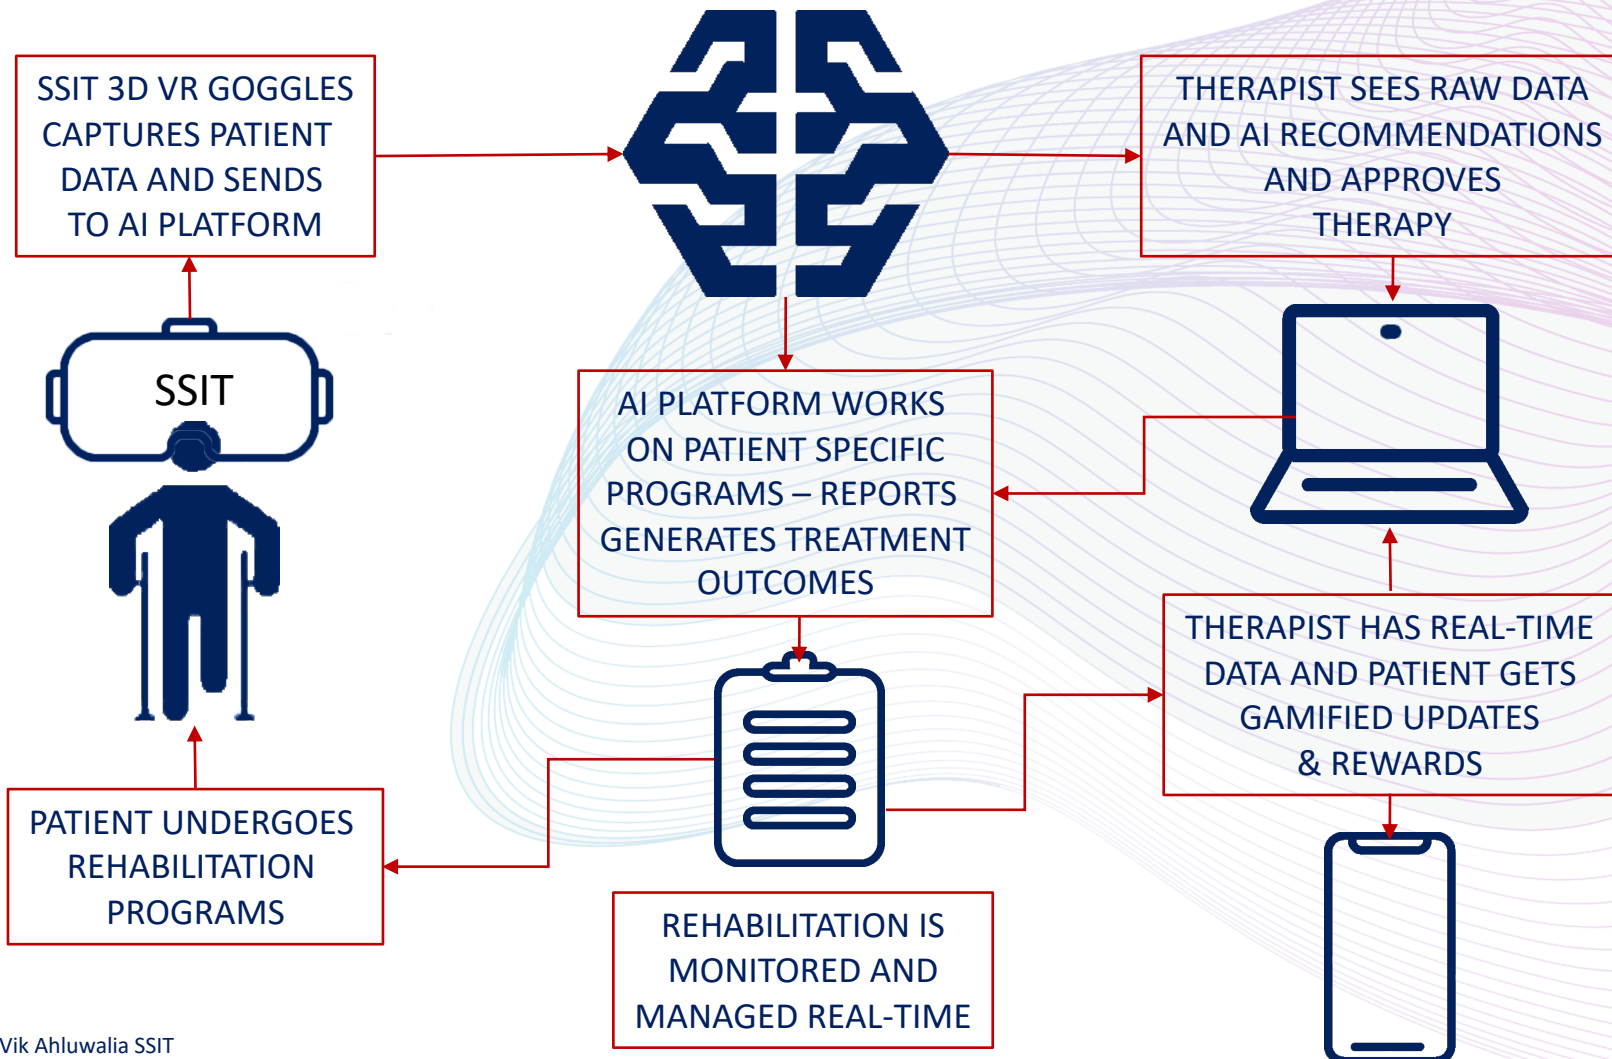 SSIT 3D VR GOGGLES
CAPTURES PATIENT
DATA AND SENDS
TO AI PLATFORM
THERAPIST SEES RAW DATA
AND AI RECOMMENDATIONS
AND APPROVES
THERAPY
SSIT
AI PLATFORM WORKS
ON PATIENT SPECIFIC
PROGRAMS – REPORTS
GENERATES TREATMENT
OUTCOMES
THERAPIST HAS REAL-TIME
DATA AND PATIENT GETS
GAMIFIED UPDATES
& REWARDS
PATIENT UNDERGOES
REHABILITATION
PROGRAMS
REHABILITATION IS
MONITORED AND
MANAGED REAL-TIME
Vik Ahluwalia SSIT